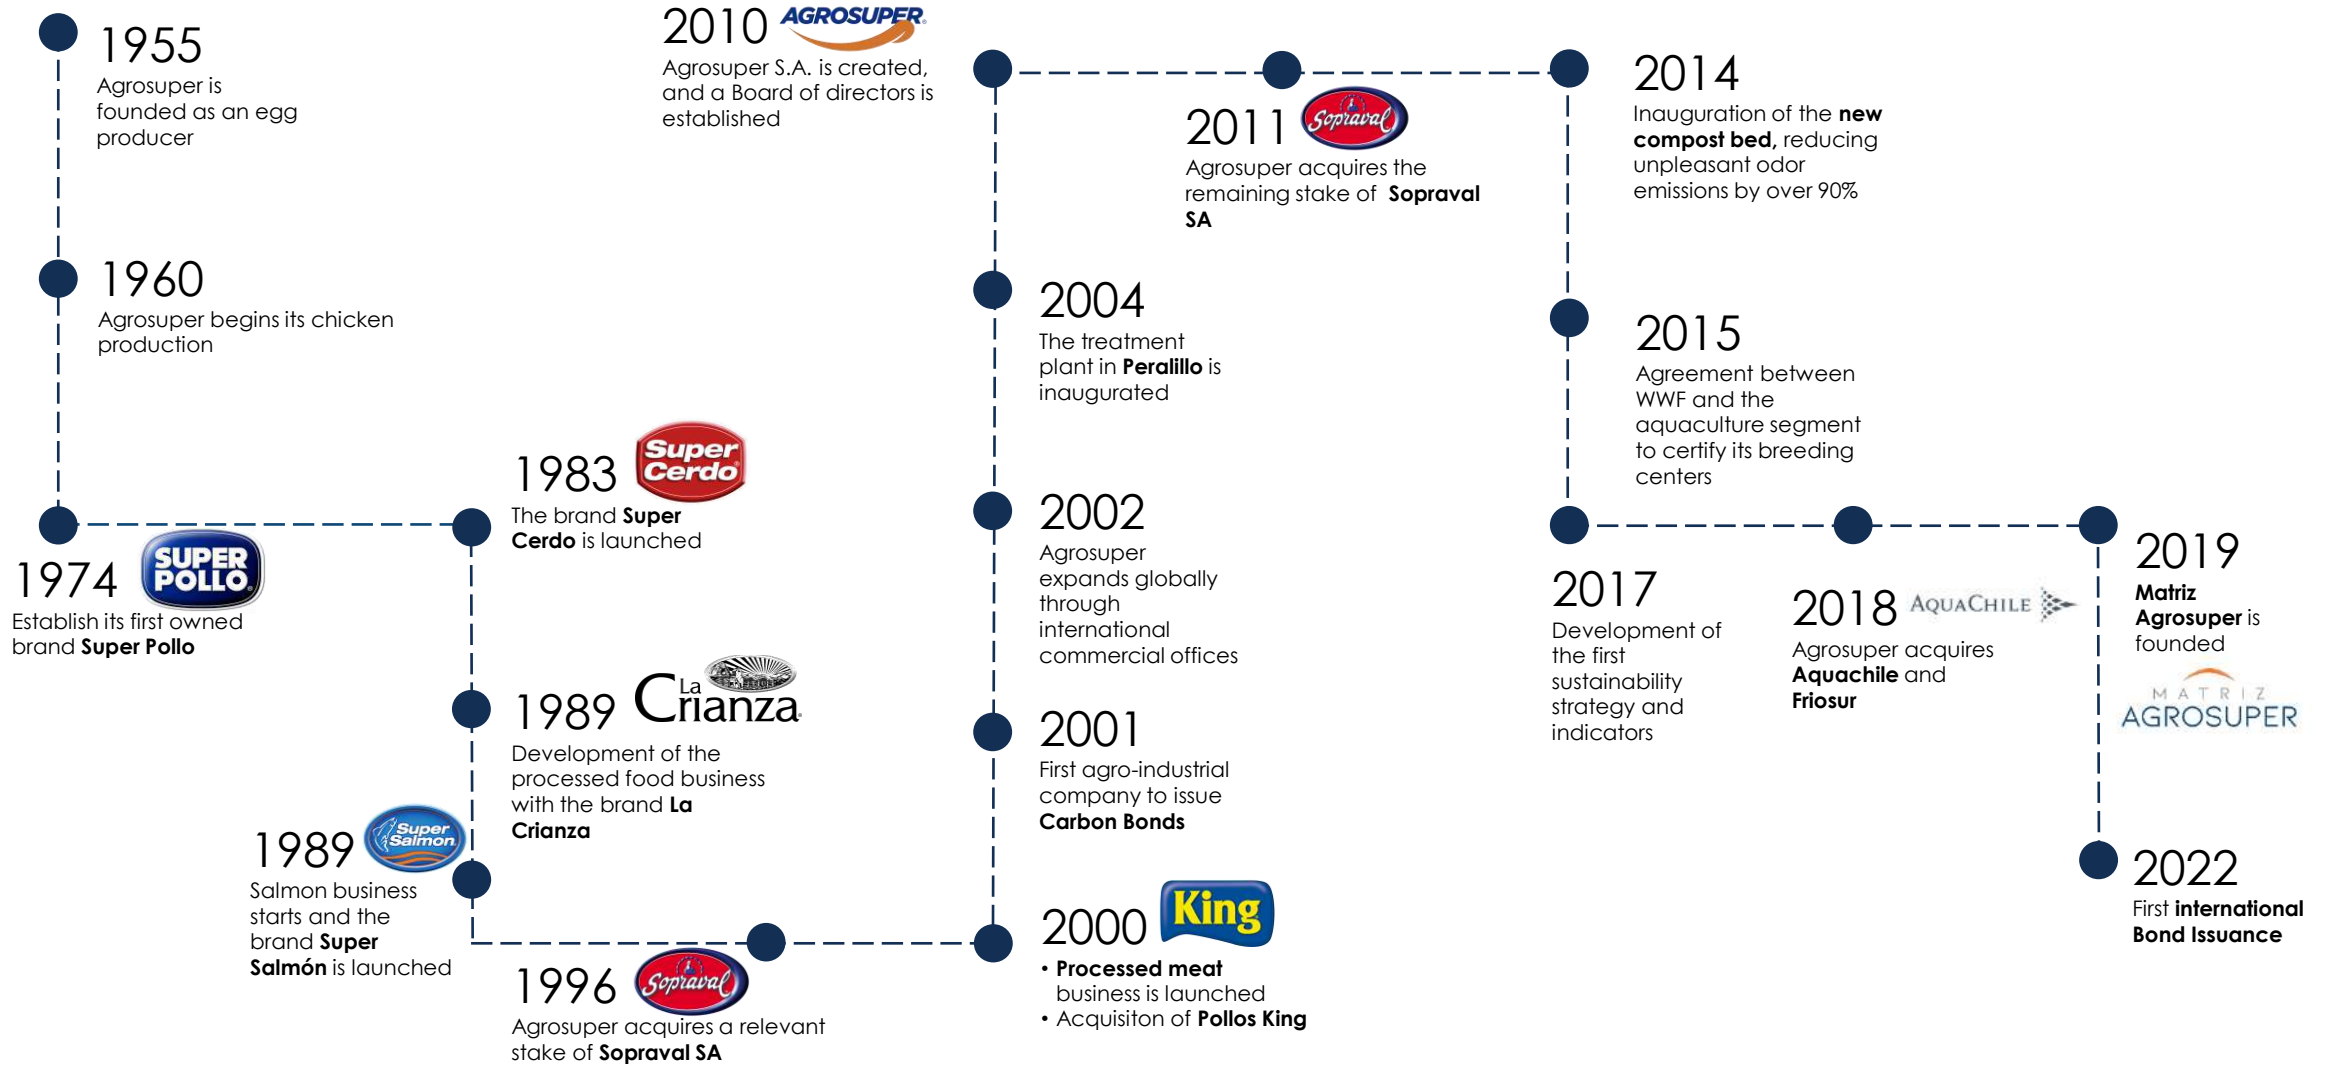 1955
Agrosuper is
founded as an egg
producer
1960
Agrosuper begins its chicken
production
1974
SUPER
POLLO
Establish its first owned
brand Super Pollo
1983
Super
Cerdo
The brand Super
Cerdo is launched
1989
La
Crianza
Development of the
processed food business
with the brand La
Crianza
1989
Super
Salmon
Salmon business
starts and the
brand Super
Salmón is launched
1996
Sopraval
Agrosuper acquires a relevant
stake of Sopraval SA
2000
King
• Processed meat
business is launched
• Acquisiton of Pollos King
2001
First agro-industrial
company to issue
Carbon Bonds
2002
Agrosuper
expands globally
through
international
commercial offices
2004
The treatment
plant in Peralillo is
inaugurated
2010
AGROSUPER
Agrosuper S.A. is created,
and a Board of directors is
established
2011
Sopraval
Agrosuper acquires the
remaining stake of Sopraval
SA
2014
Inauguration of the new
compost bed, reducing
unpleasant odor
emissions by over 90%
2015
Agreement between
WWF and the
aquaculture segment
to certify its breeding
centers
2017
Development of
the first
sustainability
strategy and
indicators
2018
AQUACHILE
Agrosuper acquires
Aquachile and
Friosur
2019
Matriz
Agrosuper is
founded
MATRIZ
AGROSUPER
2022
First international
Bond Issuance